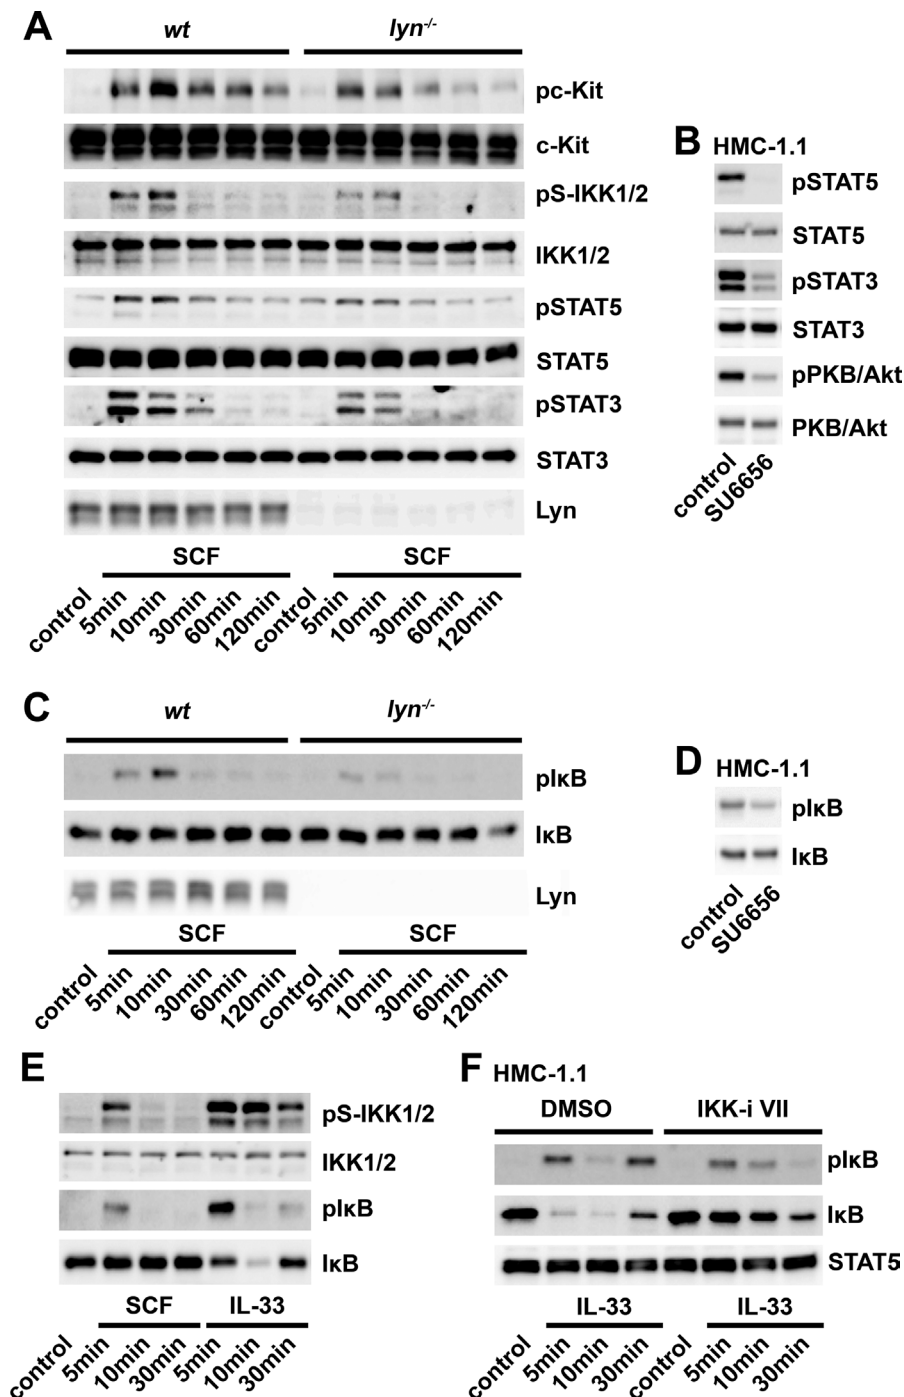 A
wt lyn-/-
pc-Kit
c-Kit
pS-IKK1/2
IKK1/2
pSTAT5
STAT5
pSTAT3
STAT3
Lyn
SCF SCF
control 5min 10min 30min 60min 120min control 5min 10min 30min 60min 120min
B HMC-1.1
pSTAT5
STAT5
pSTAT3
STAT3
pPKB/Akt
PKB/Akt
control SU6656
C
wt lyn-/-
pIκB
IκB
Lyn
SCF SCF
control 5min 10min 30min 60min 120min control 5min 10min 30min 60min 120min
D HMC-1.1
pIκB
IκB
control SU6656
E
pS-IKK1/2
IKK1/2
pIκB
IκB
SCF IL-33
control 5min 10min 30min 5min 10min 30min
F HMC-1.1
DMSO IKK-i VII
pIκB
IκB
STAT5
IL-33 IL-33
control 5min 10min 30min control 5min 10min 30min